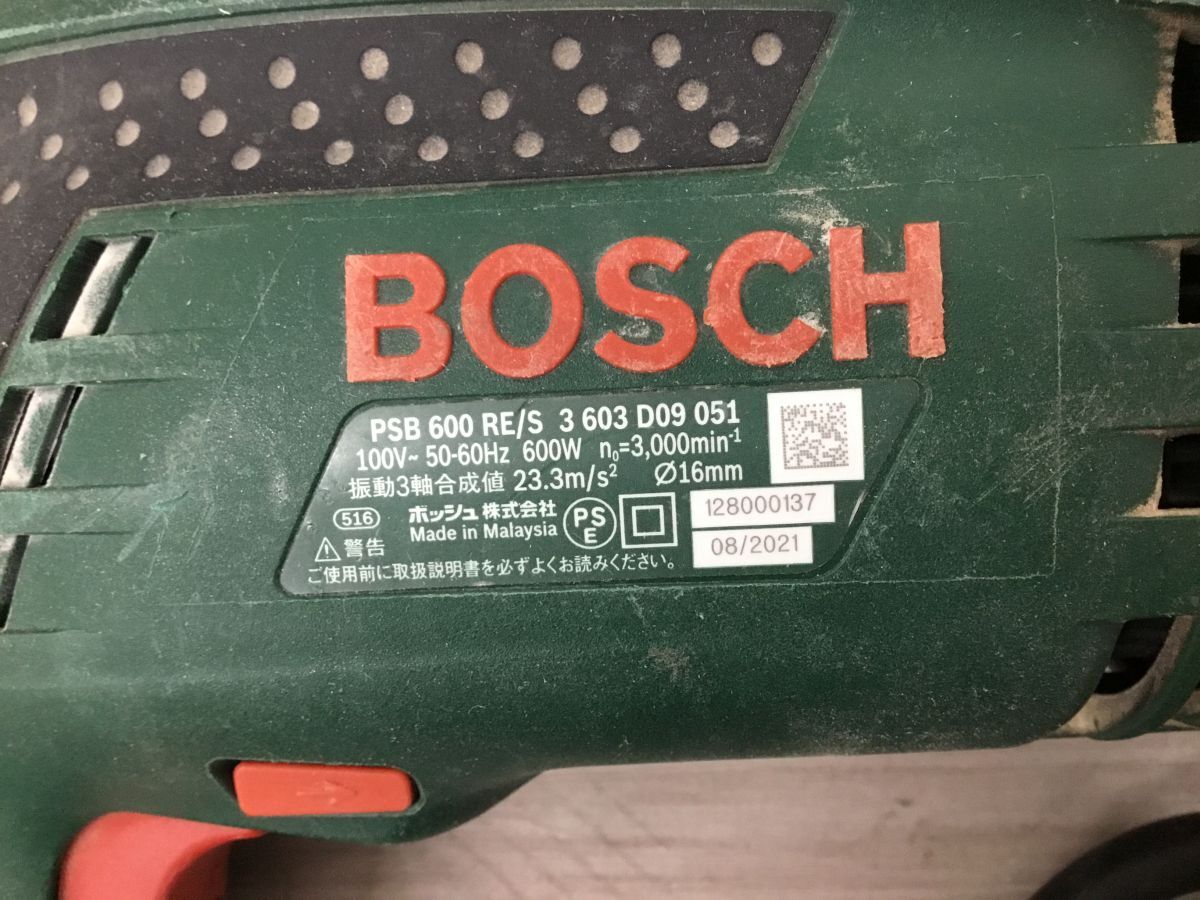 BOSCH
PSB 600 RE/S 3 603 D09 051
100V~ 50-60Hz 600W n₀=3,000min⁻¹
振動3軸合成値 23.3m/s² Ø16mm
516 ボッシュ株式会社
Made in Malaysia
PS
E
128000137
08/2021
警告
ご使用前に取扱説明書を必ずよくお読みください。